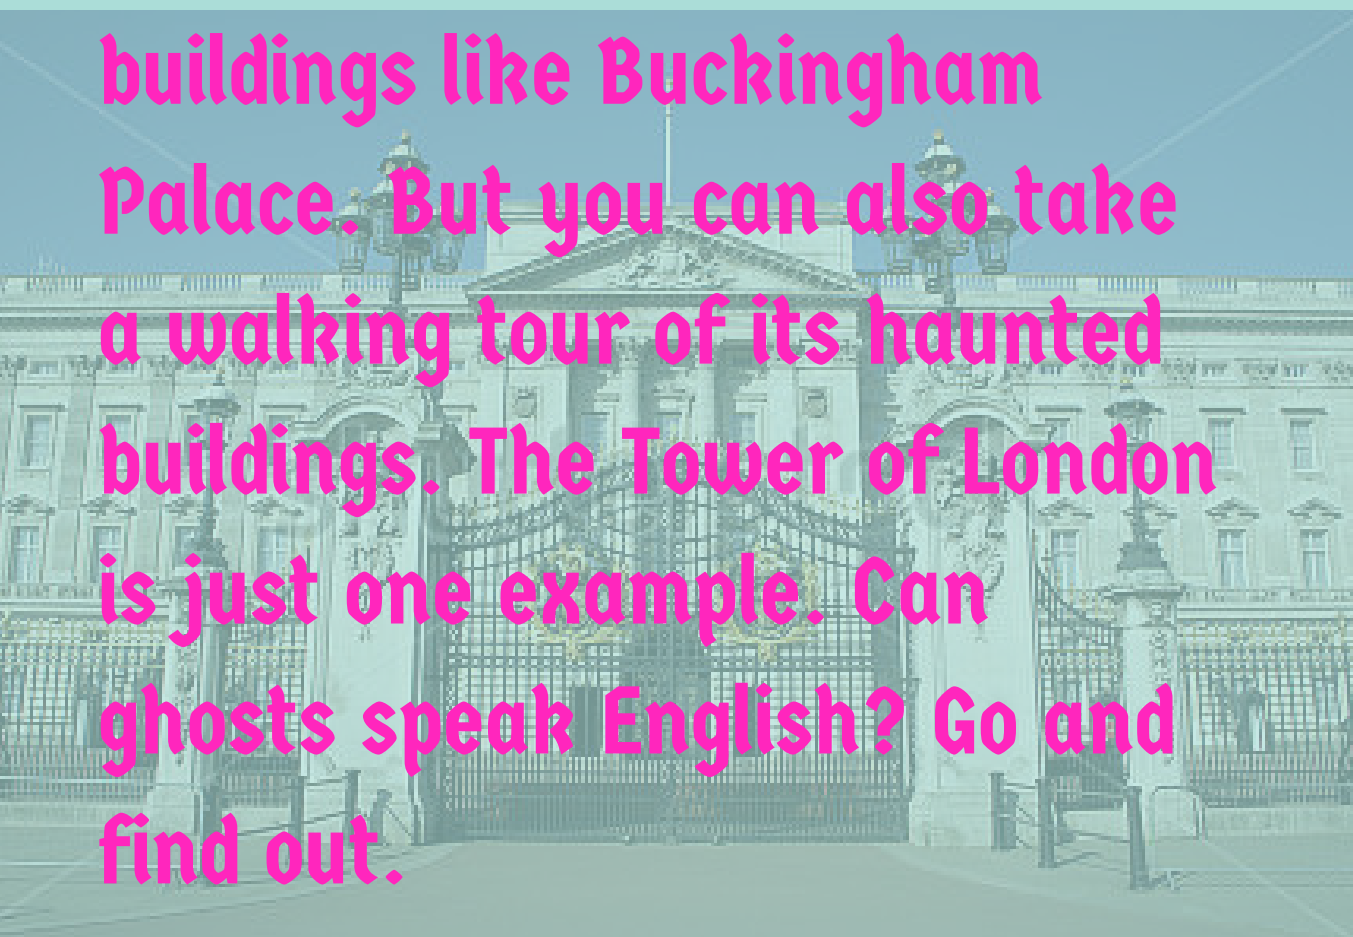 buildings like Buckingham
Palace. But you can also take
a walking tour of its haunted
buildings. The Tower of London
is just one example. Can
ghosts speak English? Go and
find out.